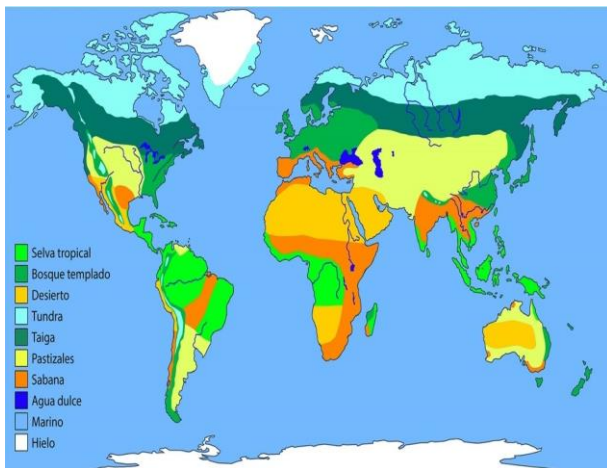 Selva tropical
Bosque templado
Desierto
Tundra
Taiga
Pastizales
Sabana
Agua dulce
Marino
Hielo